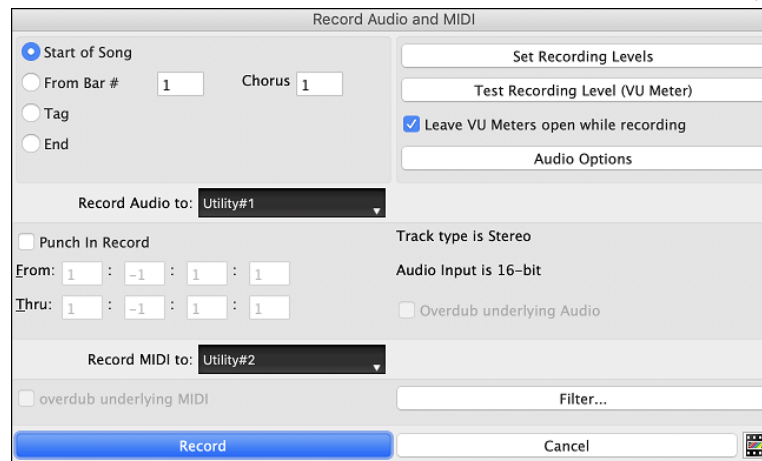 Record Audio and MIDI
Start of Song
From Bar # 1 Chorus 1
Tag
End
Set Recording Levels
Test Recording Level (VU Meter)
Leave VU Meters open while recording
Audio Options
Record Audio to: Utility#1
Punch In Record
From: 1 : -1 : 1 : 1
Thru: 1 : -1 : 1 : 1
Track type is Stereo
Audio Input is 16-bit
Overdub underlying Audio
Record MIDI to: Utility#2
overdub underlying MIDI
Filter...
Record
Cancel